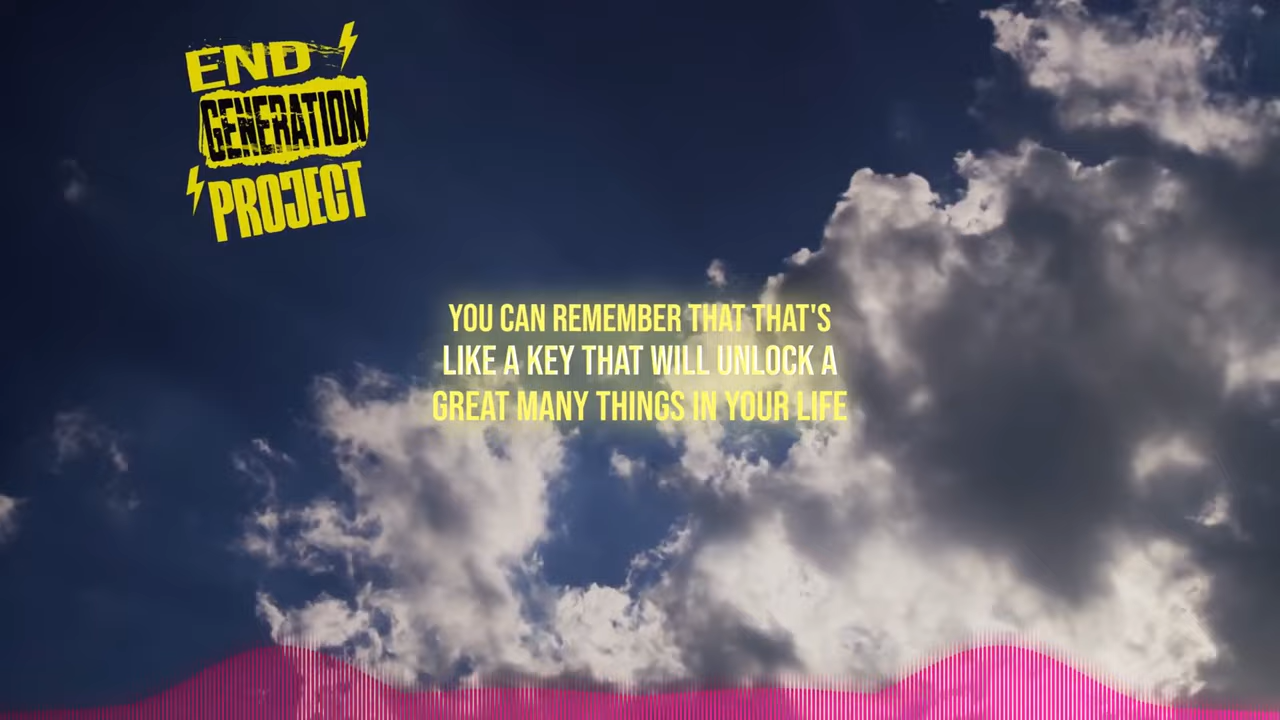 END
GENERATION
PROJECT
YOU CAN REMEMBER THAT THAT'S
LIKE A KEY THAT WILL UNLOCK A
GREAT MANY THINGS IN YOUR LIFE